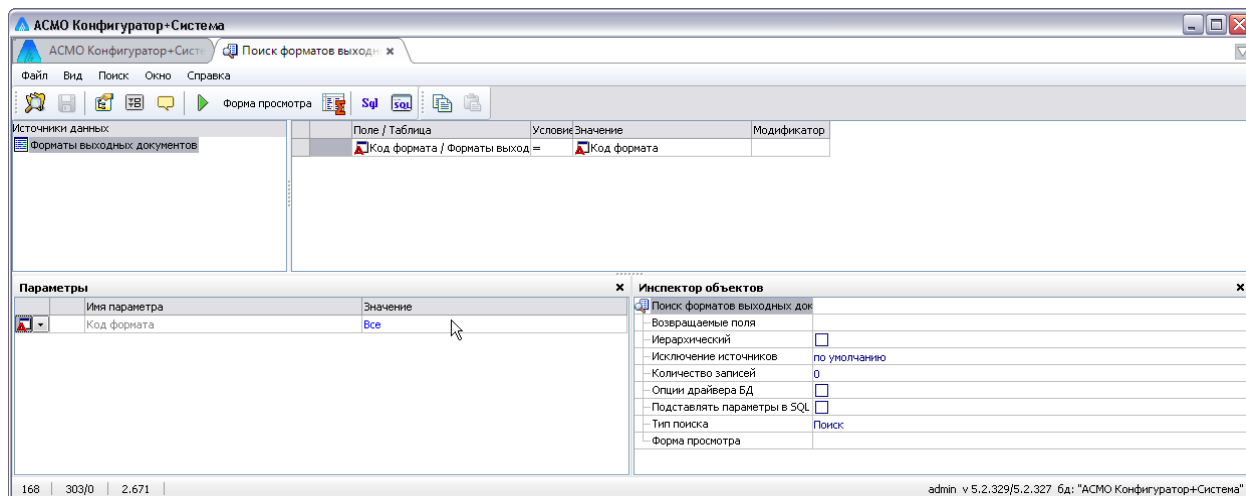 АСМО Конфигуратор+Система
АСМО Конфигуратор+Систе
Поиск форматов выходн
Файл Вид Поиск Окно Справка
Форма просмотра Sql SQL
Источники данных
Форматы выходных документов
Поле / Таблица Условие Значение Модификатор
Код формата / Форматы выход = Код формата
Параметры
Имя параметра Значение
Код формата Все
Инспектор объектов
Поиск форматов выходных док
Возвращаемые поля
Иерархический
Исключение источников по умолчанию
Количество записей 0
Опции драйвера БД
Подставлять параметры в SQL
Тип поиска Поиск
Форма просмотра
168 303/0 2.671 admin v 5.2.329/5.2.327 бд: "АСМО Конфигуратор+Система"